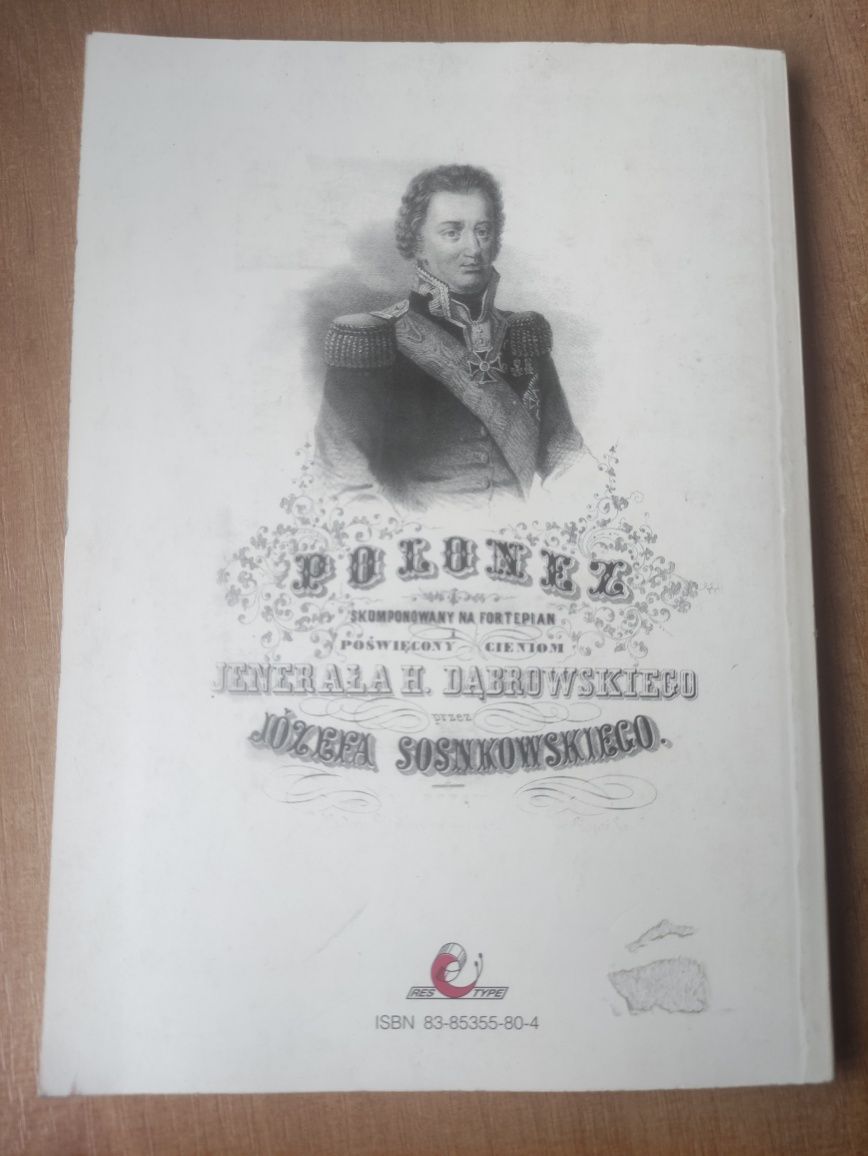 POLONEZ
SKOMPONOWANY NA FORTEPIAN
I
POŚWIĘCONY CIENIOM
JENERAŁA H. DĄBROWSKIEGO
przez
JÓZEFA SOSNKOWSKIEGO.
RES TYPE
ISBN 83-85355-80-4